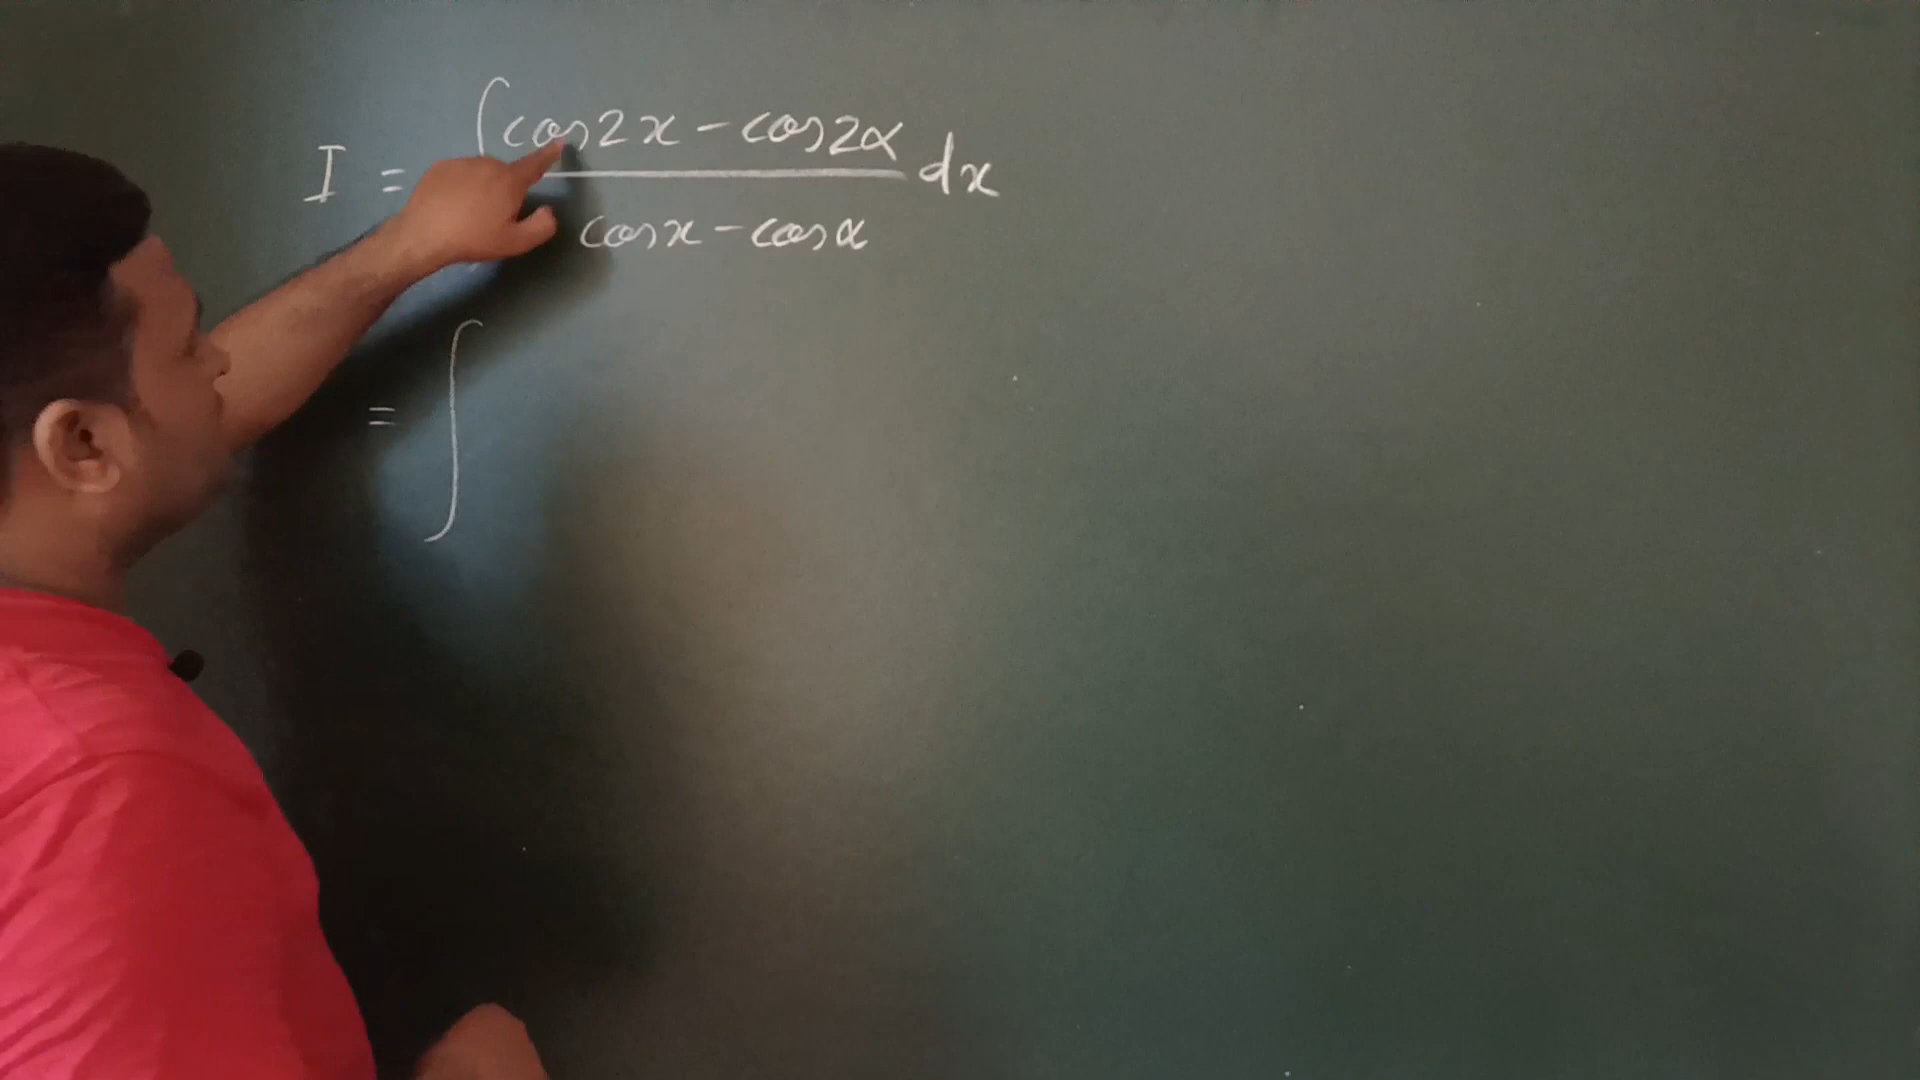 I = ∫ cos2x - cos2α dx
cosx - cosα
= ∫